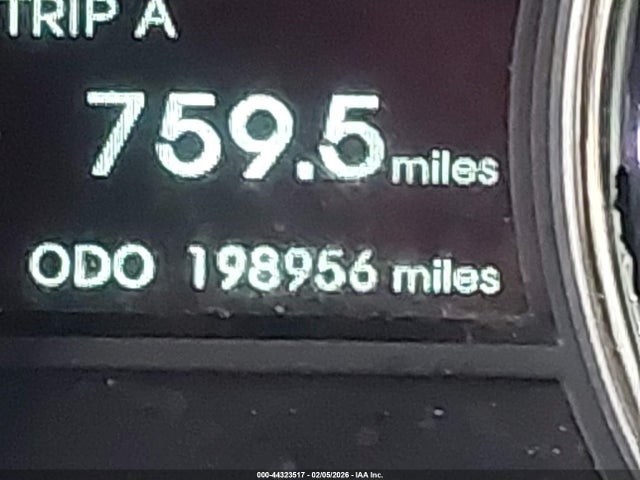 TRIP A
759.5 miles
ODO 198956 miles
000-44323517 - 02/05/2026 - IAA Inc.